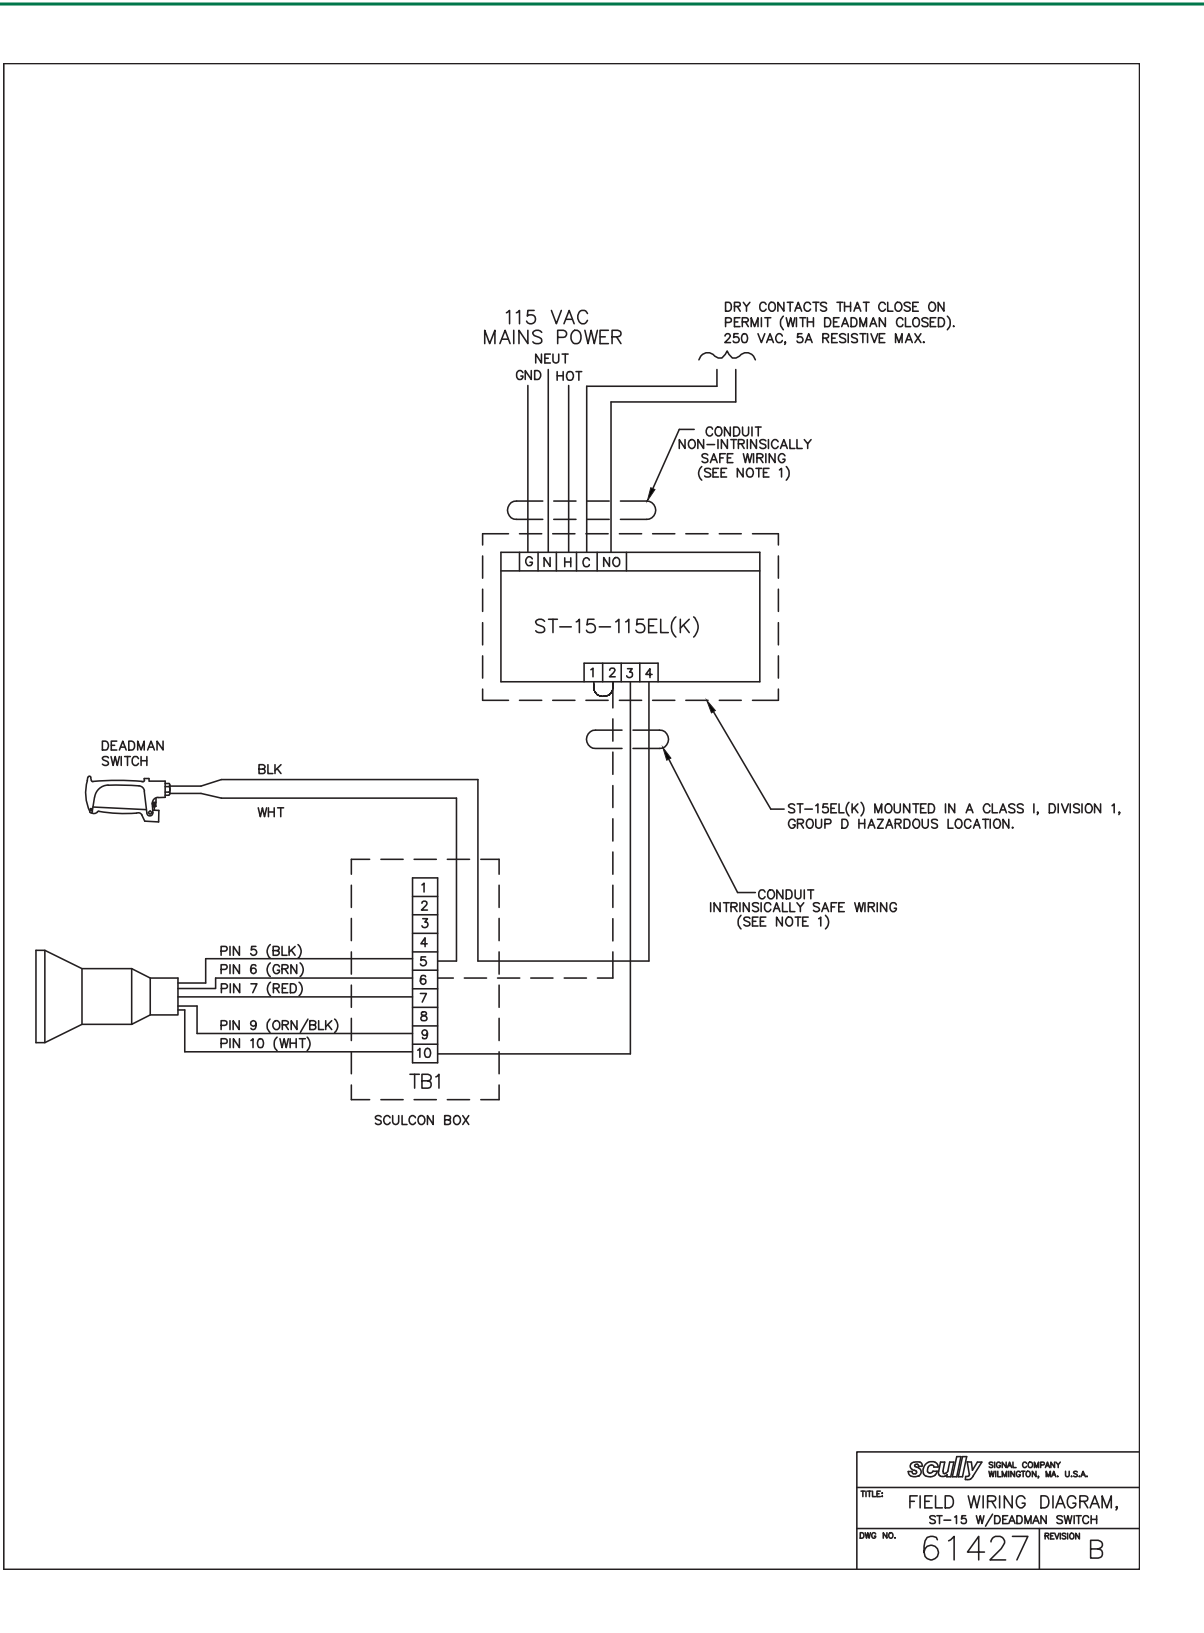 115 VAC
MAINS POWER
NEUT
GND HOT
DRY CONTACTS THAT CLOSE ON
PERMIT (WITH DEADMAN CLOSED).
250 VAC, 5A RESISTIVE MAX.
CONDUIT
NON-INTRINSICALLY
SAFE WIRING
(SEE NOTE 1)
G N H C NO
ST-15-115EL(K)
1 2 3 4
DEADMAN
SWITCH
BLK
WHT
ST-15EL(K) MOUNTED IN A CLASS I, DIVISION 1,
GROUP D HAZARDOUS LOCATION.
CONDUIT
INTRINSICALLY SAFE WIRING
(SEE NOTE 1)
1
2
3
4
PIN 5 (BLK) 5
PIN 6 (GRN) 6
PIN 7 (RED) 7
8
PIN 9 (ORN/BLK) 9
PIN 10 (WHT) 10
TB1
SCULCON BOX
scully SIGNAL COMPANY
WILMINGTON, MA. U.S.A.
TITLE: FIELD WIRING DIAGRAM,
ST-15 W/DEADMAN SWITCH
DWG NO. 61427 REVISION B